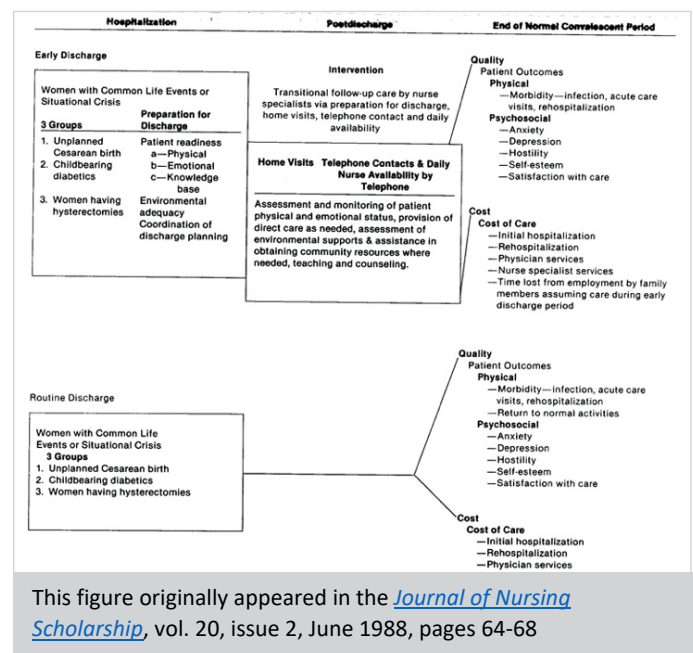 Hospitalization
Postdischarge
End of Normal Convalescent Period
Early Discharge
Women with Common Life Events or
Situational Crisis
3 Groups
1. Unplanned
Cesarean birth
2. Childbearing
diabetics
3. Women having
hysterectomies
Preparation for
Discharge
Patient readiness
a—Physical
b—Emotional
c—Knowledge
base
Environmental
adequacy
Coordination of
discharge planning
Intervention
Transitional follow-up care by nurse
specialists via preparation for discharge,
home visits, telephone contact and daily
availability
Home Visits
Telephone Contacts & Daily
Nurse Availability by
Telephone
Assessment and monitoring of patient
physical and emotional status, provision of
direct care as needed, assessment of
environmental supports & assistance in
obtaining community resources where
needed, teaching and counseling.
Quality
Patient Outcomes
Physical
—Morbidity—infection, acute care
visits, rehospitalization
Psychosocial
—Anxiety
—Depression
—Hostility
—Self-esteem
—Satisfaction with care
Cost
Cost of Care
—Initial hospitalization
—Rehospitalization
—Physician services
—Nurse specialist services
—Time lost from employment by family
members assuming care during early
discharge period
Routine Discharge
Women with Common Life
Events or Situational Crisis
3 Groups
1. Unplanned Cesarean birth
2. Childbearing diabetics
3. Women having hysterectomies
Quality
Patient Outcomes
Physical
—Morbidity—infection, acute care
visits, rehospitalization
—Return to normal activities
Psychosocial
—Anxiety
—Depression
—Hostility
—Self-esteem
—Satisfaction with care
Cost
Cost of Care
—Initial hospitalization
—Rehospitalization
—Physician services
This figure originally appeared in the Journal of Nursing
Scholarship, vol. 20, issue 2, June 1988, pages 64-68